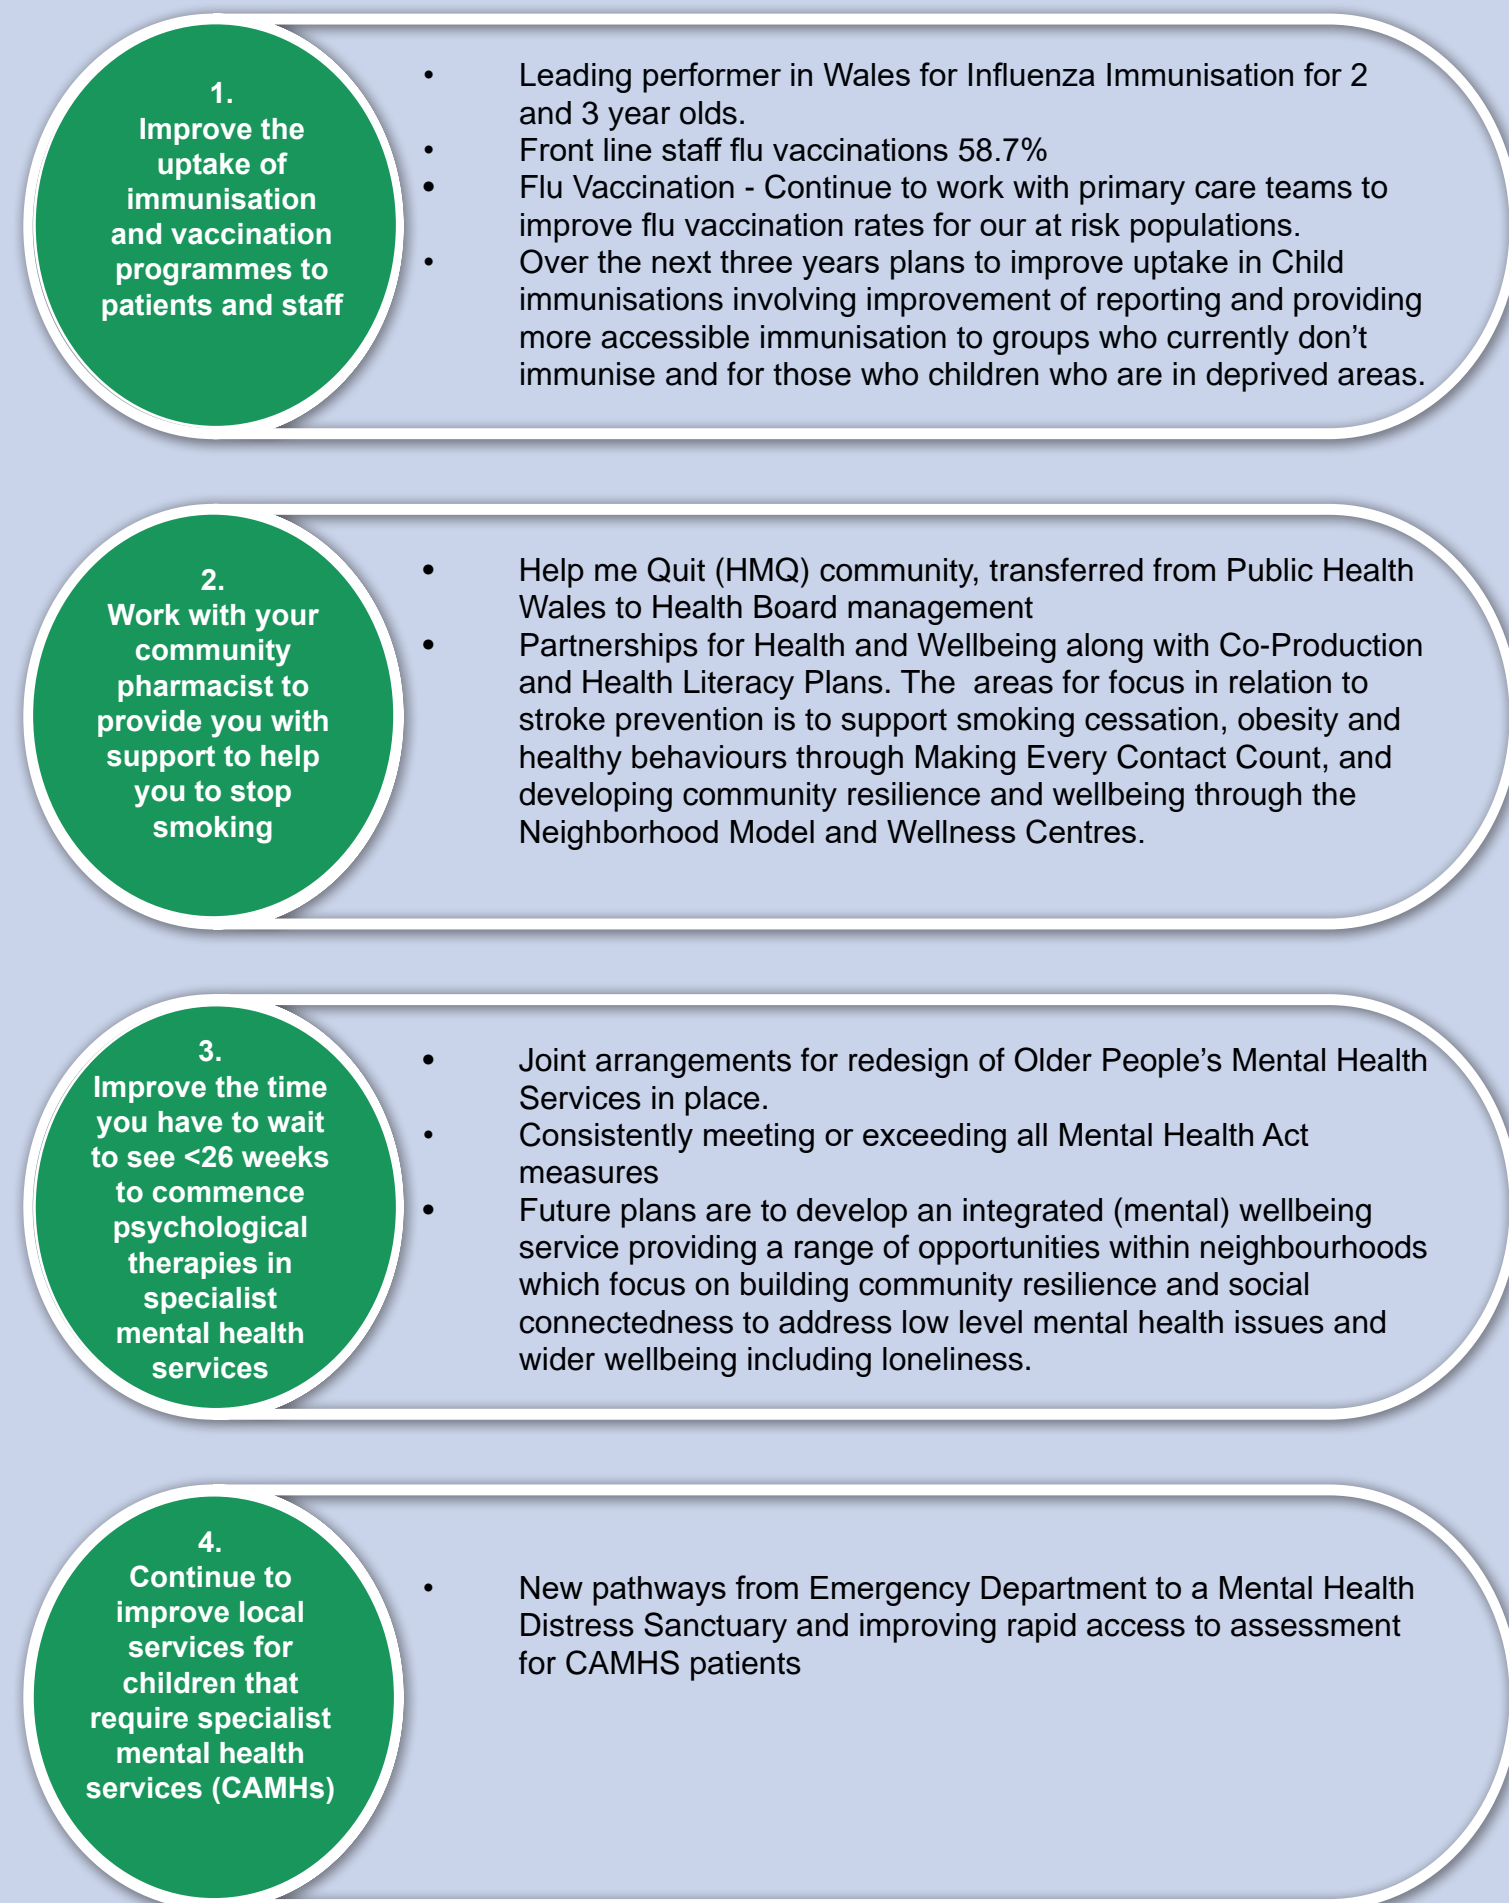 1.
Improve the
uptake of
immunisation
and vaccination
programmes to
patients and staff
• Leading performer in Wales for Influenza Immunisation for 2
and 3 year olds.
• Front line staff flu vaccinations 58.7%
• Flu Vaccination - Continue to work with primary care teams to
improve flu vaccination rates for our at risk populations.
• Over the next three years plans to improve uptake in Child
immunisations involving improvement of reporting and providing
more accessible immunisation to groups who currently don’t
immunise and for those who children who are in deprived areas.
2.
Work with your
community
pharmacist to
provide you with
support to help
you to stop
smoking
• Help me Quit (HMQ) community, transferred from Public Health
Wales to Health Board management
• Partnerships for Health and Wellbeing along with Co-Production
and Health Literacy Plans. The  areas for focus in relation to
stroke prevention is to support smoking cessation, obesity and
healthy behaviours through Making Every Contact Count, and
developing community resilience and wellbeing through the
Neighborhood Model and Wellness Centres.
3.
Improve the time
you have to wait
to see <26 weeks
to commence
psychological
therapies in
specialist
mental health
services
• Joint arrangements for redesign of Older People’s Mental Health
Services in place.
• Consistently meeting or exceeding all Mental Health Act
measures
• Future plans are to develop an integrated (mental) wellbeing
service providing a range of opportunities within neighbourhoods
which focus on building community resilience and social
connectedness to address low level mental health issues and
wider wellbeing including loneliness.
4.
Continue to
improve local
services for
children that
require specialist
mental health
services (CAMHs)
• New pathways from Emergency Department to a Mental Health
Distress Sanctuary and improving rapid access to assessment
for CAMHS patients